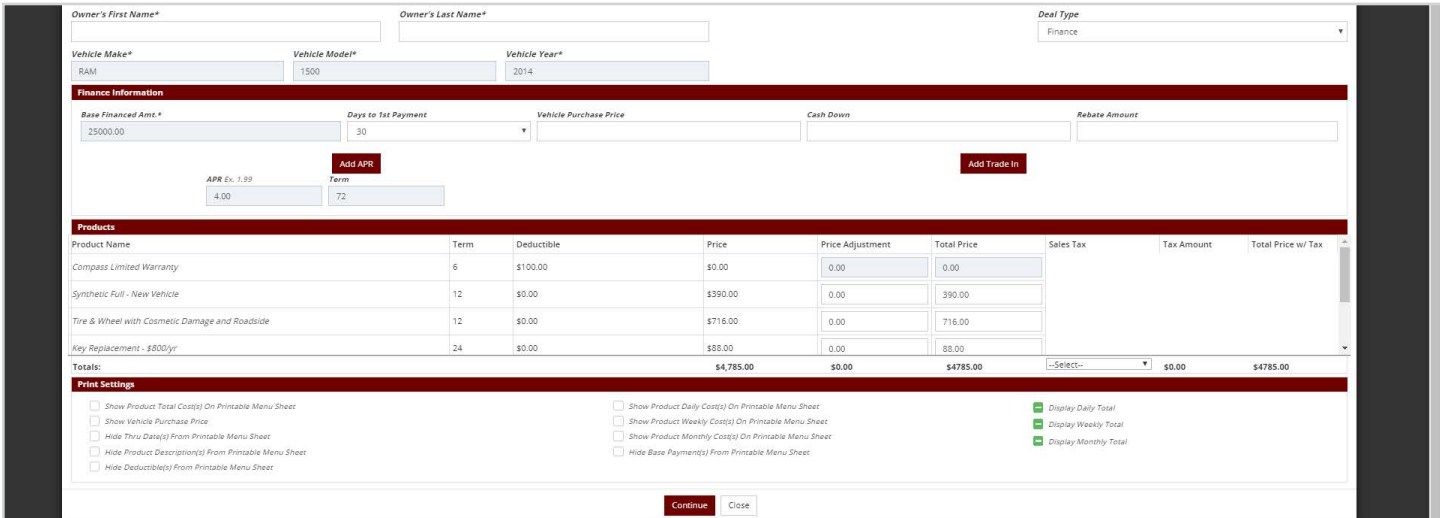 Owner's First Name* Owner's Last Name* Deal Type
Finance
Vehicle Make* Vehicle Model* Vehicle Year*
RAM 1500 2014
Finance Information
Base Financed Amt.* Days to 1st Payment Vehicle Purchase Price Cash Down Rebate Amount
25000.00 30
Add APR Add Trade In
APR Ex. 1.99 Term
4.00 72
Products
Product Name Term Deductible Price Price Adjustment Total Price Sales Tax Tax Amount Total Price w/ Tax
Compass Limited Warranty 6 $100.00 $0.00 0.00 0.00
Synthetic Full - New Vehicle 12 $0.00 $390.00 0.00 390.00
Tire & Wheel with Cosmetic Damage and Roadside 12 $0.00 $716.00 0.00 716.00
Key Replacement - $800/yr 24 $0.00 $88.00 0.00 88.00
Totals: $4,785.00 $0.00 $4785.00 --Select-- $0.00 $4785.00
Print Settings
Show Product Total Cost(s) On Printable Menu Sheet Show Product Daily Cost(s) On Printable Menu Sheet Display Daily Total
Show Vehicle Purchase Price Show Product Weekly Cost(s) On Printable Menu Sheet Display Weekly Total
Hide Thru Date(s) From Printable Menu Sheet Show Product Monthly Cost(s) On Printable Menu Sheet Display Monthly Total
Hide Product Description(s) From Printable Menu Sheet Hide Base Payment(s) From Printable Menu Sheet
Hide Deductible(s) From Printable Menu Sheet
Continue Close